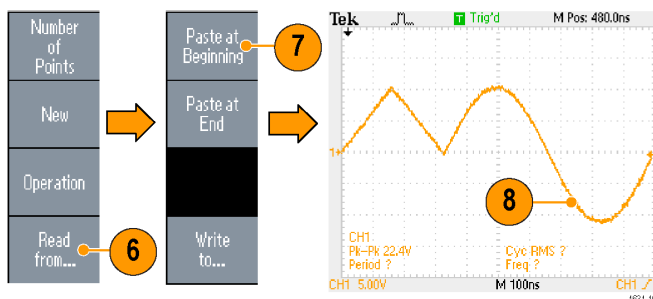 Number
of
Points
New
Operation
Read
from...
6
Paste at
Beginning
7
Paste at
End
Write
to...
Tek
T Trig'd
M Pos: 480.0ns
1
8
CH1
Pk-Pk 22.4V
Cyc RMS ?
Period ?
Freq ?
CH1 5.00V
M 100ns
CH1